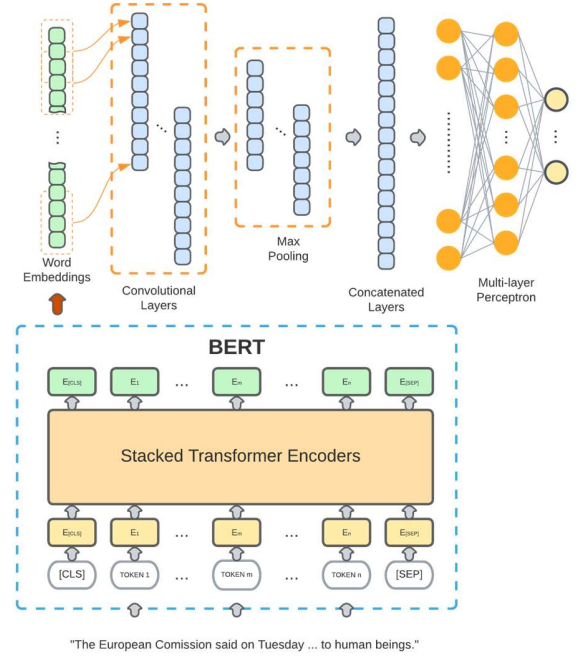 Word
Embeddings
Convolutional
Layers
Max
Pooling
Concatenated
Layers
Multi-layer
Perceptron
BERT
E[CLS] E1 ... Em ... En E[SEP]
Stacked Transformer Encoders
E[CLS] E1 ... Em ... En E[SEP]
[CLS] TOKEN 1 ... TOKEN m ... TOKEN n [SEP]
"The European Comission said on Tuesday ... to human beings."